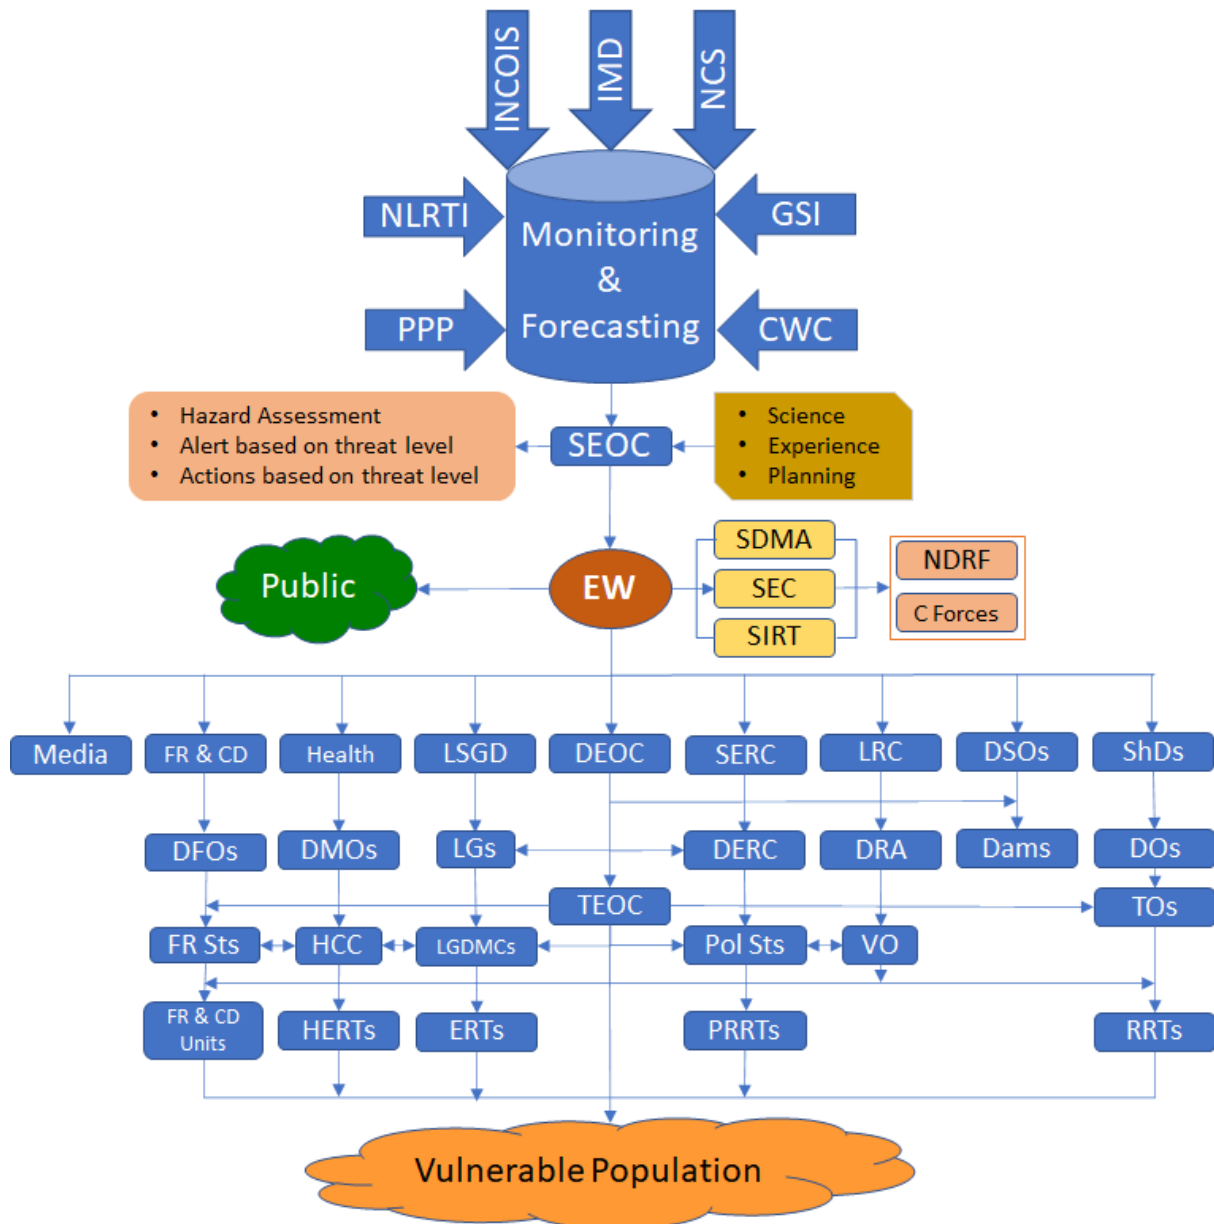 INCOIS
IMD
NCS
NLRTI
GSI
Monitoring
&
Forecasting
PPP
CWC
• Hazard Assessment
• Alert based on threat level
• Actions based on threat level
SEOC
• Science
• Experience
• Planning
Public
EW
SDMA
SEC
SIRT
NDRF
C Forces
Media
FR & CD
Health
LSGD
DEOC
SERC
LRC
DSOs
ShDs
DFOs
DMOs
LGs
DERC
DRA
Dams
DOs
TEOC
TOs
FR Sts
HCC
LGDMCs
Pol Sts
VO
FR & CD
Units
HERTs
ERTs
PRRTs
RRTs
Vulnerable Population